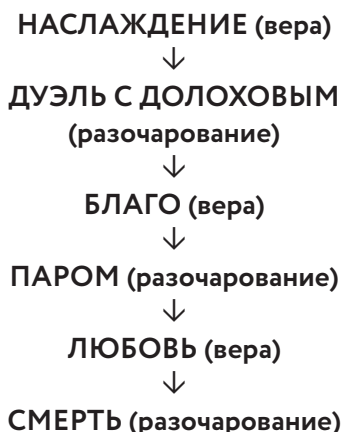 НАСЛАЖДЕНИЕ (вера)
↓
ДУЭЛЬ С ДОЛОХОВЫМ
(разочарование)
↓
БЛАГО (вера)
↓
ПАРОМ (разочарование)
↓
ЛЮБОВЬ (вера)
↓
СМЕРТЬ (разочарование)